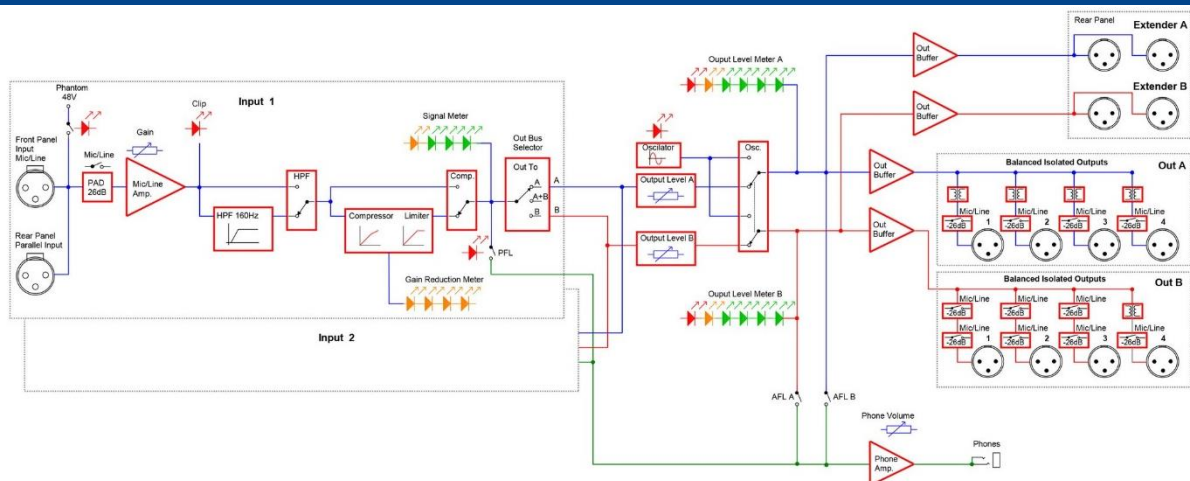 Rear Panel
Extender A
Out
Buffer
Extender B
Out
Buffer
Ouput Level Meter A
Phantom
48V
Input 1
Clip
Front Panel
Input
Mic/Line
Mic/Line
Gain
PAD
26dB
Mic/Line
Amp.
Signal Meter
Out Bus
Selector
HPF
Comp.
Out To
A
A+B
B
A
B
HPF 160Hz
Compressor
Limiter
Rear Panel
Parallel Input
PFL
Gain Reduction Meter
Input 2
Oscilator
Osc.
Output Level A
Output Level B
Ouput Level Meter B
Out
Buffer
Balanced Isolated Outputs
Out A
Mic/Line
Mic/Line
Mic/Line
Mic/Line
-26dB
1
-26dB
2
-26dB
3
-26dB
4
Out
Buffer
Balanced Isolated Outputs
Out B
Mic/Line
Mic/Line
Mic/Line
-26dB
-26dB
-26dB
Mic/Line
Mic/Line
Mic/Line
Mic/Line
-26dB
1
-26dB
2
-26dB
3
-26dB
4
AFL A
AFL B
Phone Volume
Phone
Amp.
Phones